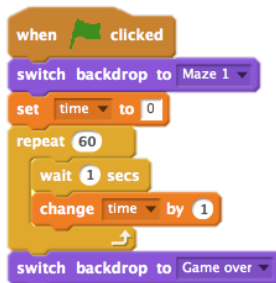 when clicked
switch backdrop to Maze 1
set time to 0
repeat 60
wait 1 secs
change time by 1
switch backdrop to Game over